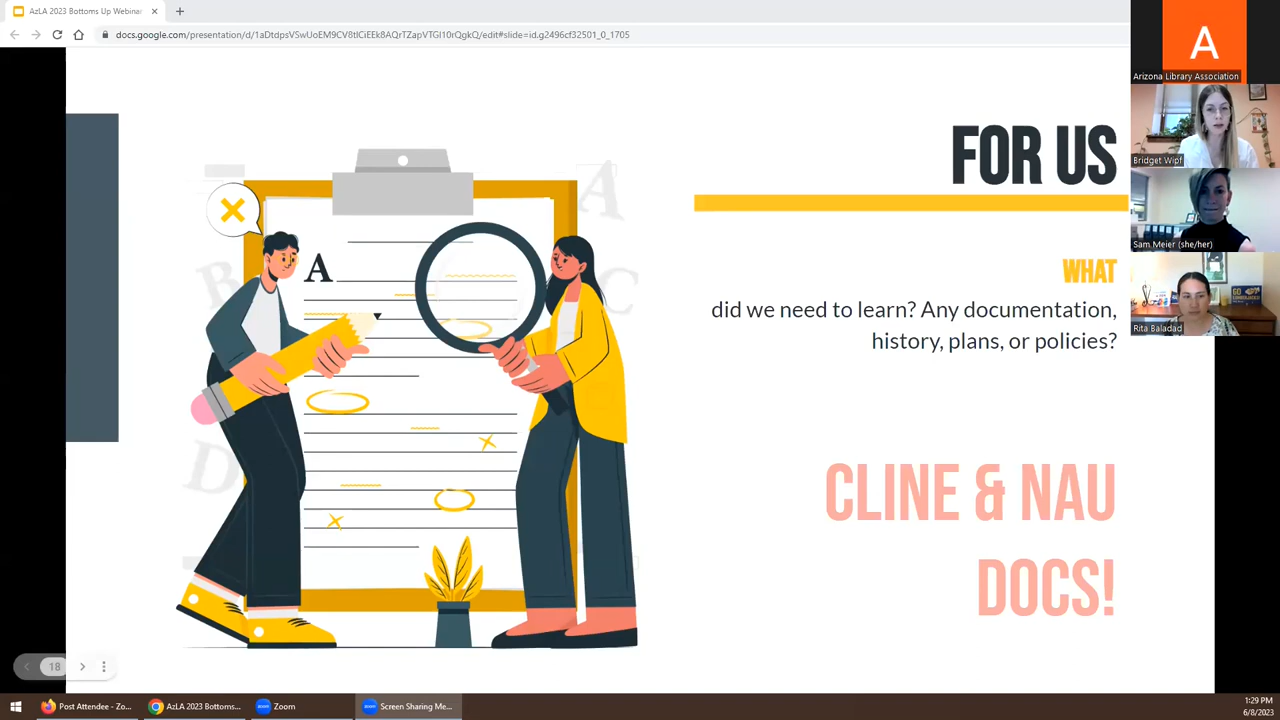 AzLA 2023 Bottoms Up Webinar
docs.google.com/presentation/d/1aDtdpsVSwUoEM9CV8tlCiEEk8AQrTZapVTGl10rQgkQ/edit#slide=id.g2496cf32501_0_1705
A
Arizona Library Association
Bridget Wipf
Sam Meier (she/her)
Rita Baladad
FOR US
WHAT
did we need to learn? Any documentation,
history, plans, or policies?
CLINE & NAU
DOCS!
A
A
B
C
D
18
Post Attendee - Zo...
AzLA 2023 Bottoms...
Zoom
Screen Sharing Me...
1:29 PM
6/8/2023